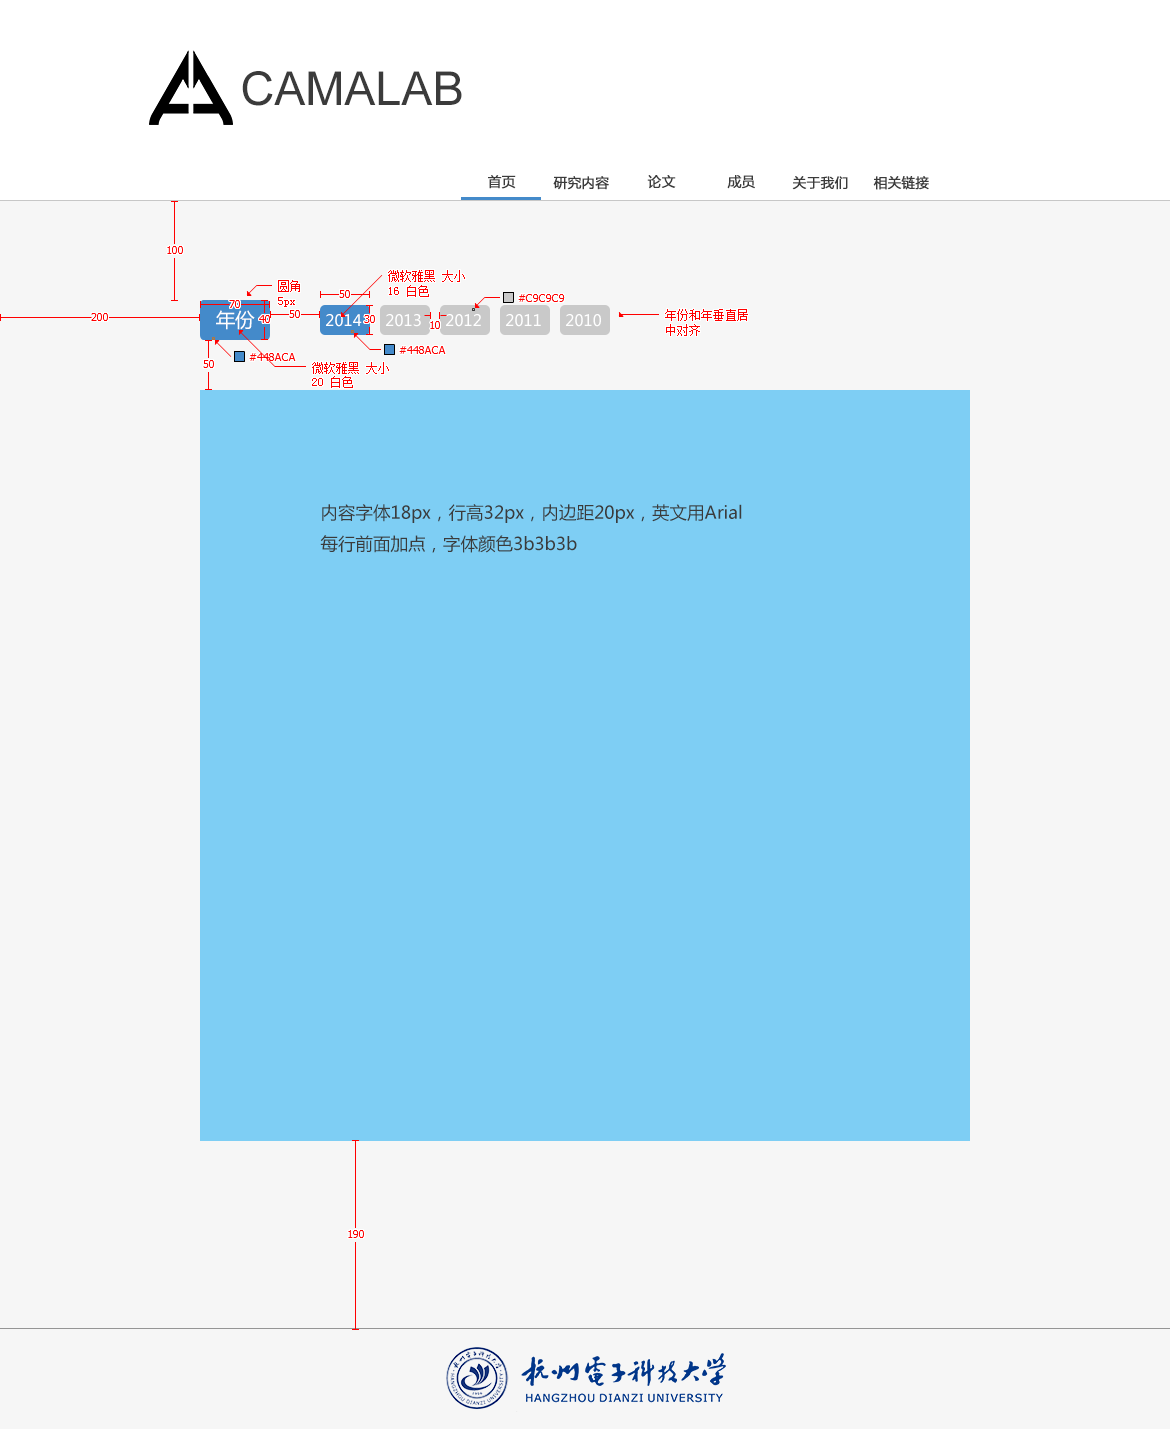 CAMALAB
首页 研究内容 论文 成员 关于我们 相关链接
100
圆角
5px
微软雅黑 大小
16 白色
#C9C9C9
200
70
年份
40
50
50
2014
30
2013
10
2012
2011
2010
年份和年垂直居
中对齐
#448ACA
#448ACA
50
微软雅黑 大小
20 白色
内容字体18px，行高32px，内边距20px，英文用Arial
每行前面加点，字体颜色3b3b3b
190
杭州電子科技大学
HANGZHOU DIANZI UNIVERSITY